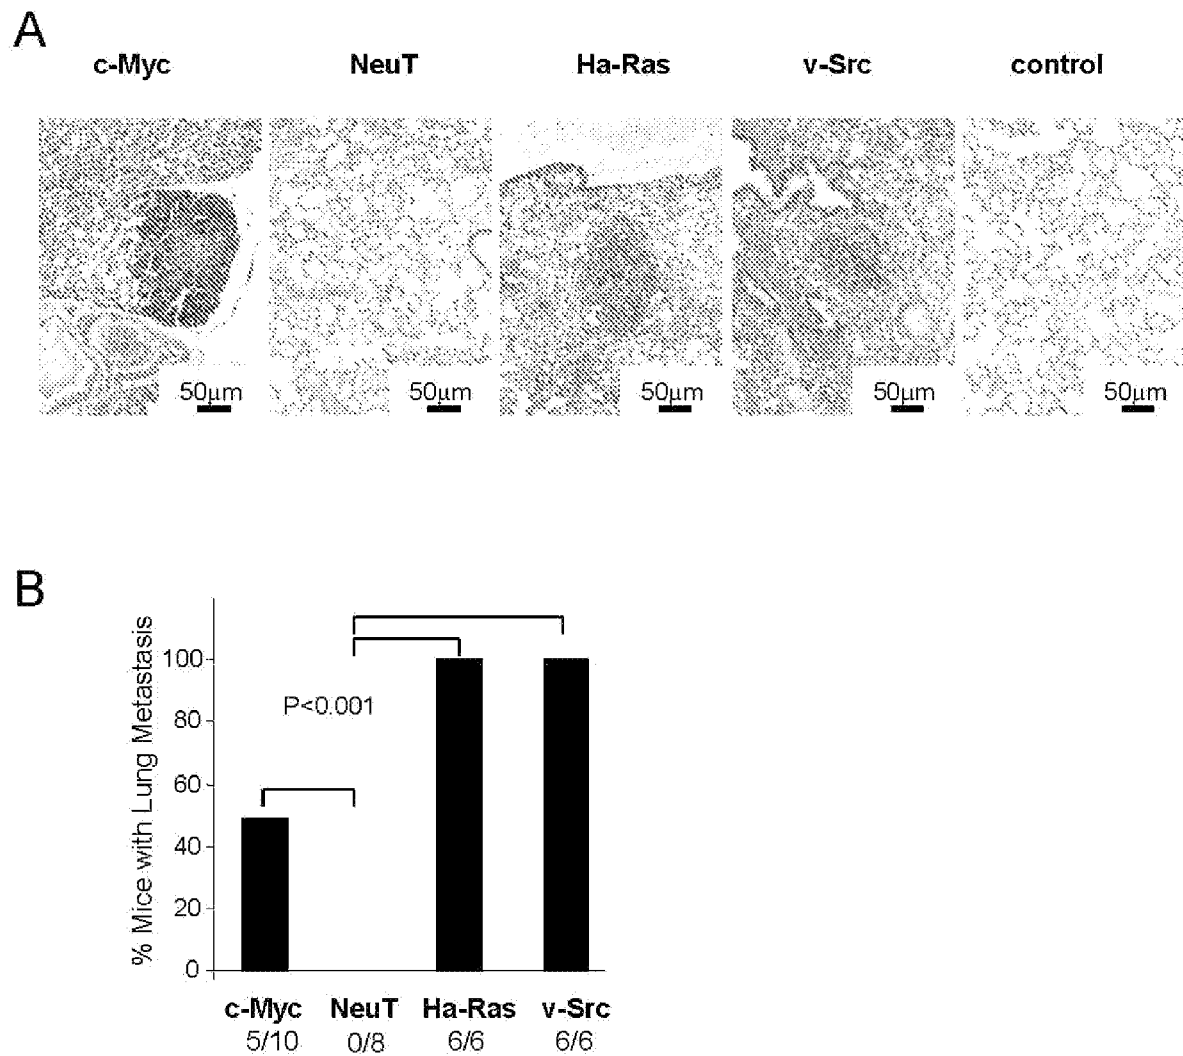 A
c-Myc NeuT Ha-Ras v-Src control
50μm 50μm 50μm 50μm 50μm
B
% Mice with Lung Metastasis
100
80
60
40
20
0
P<0.001
c-Myc NeuT Ha-Ras v-Src
5/10 0/8 6/6 6/6